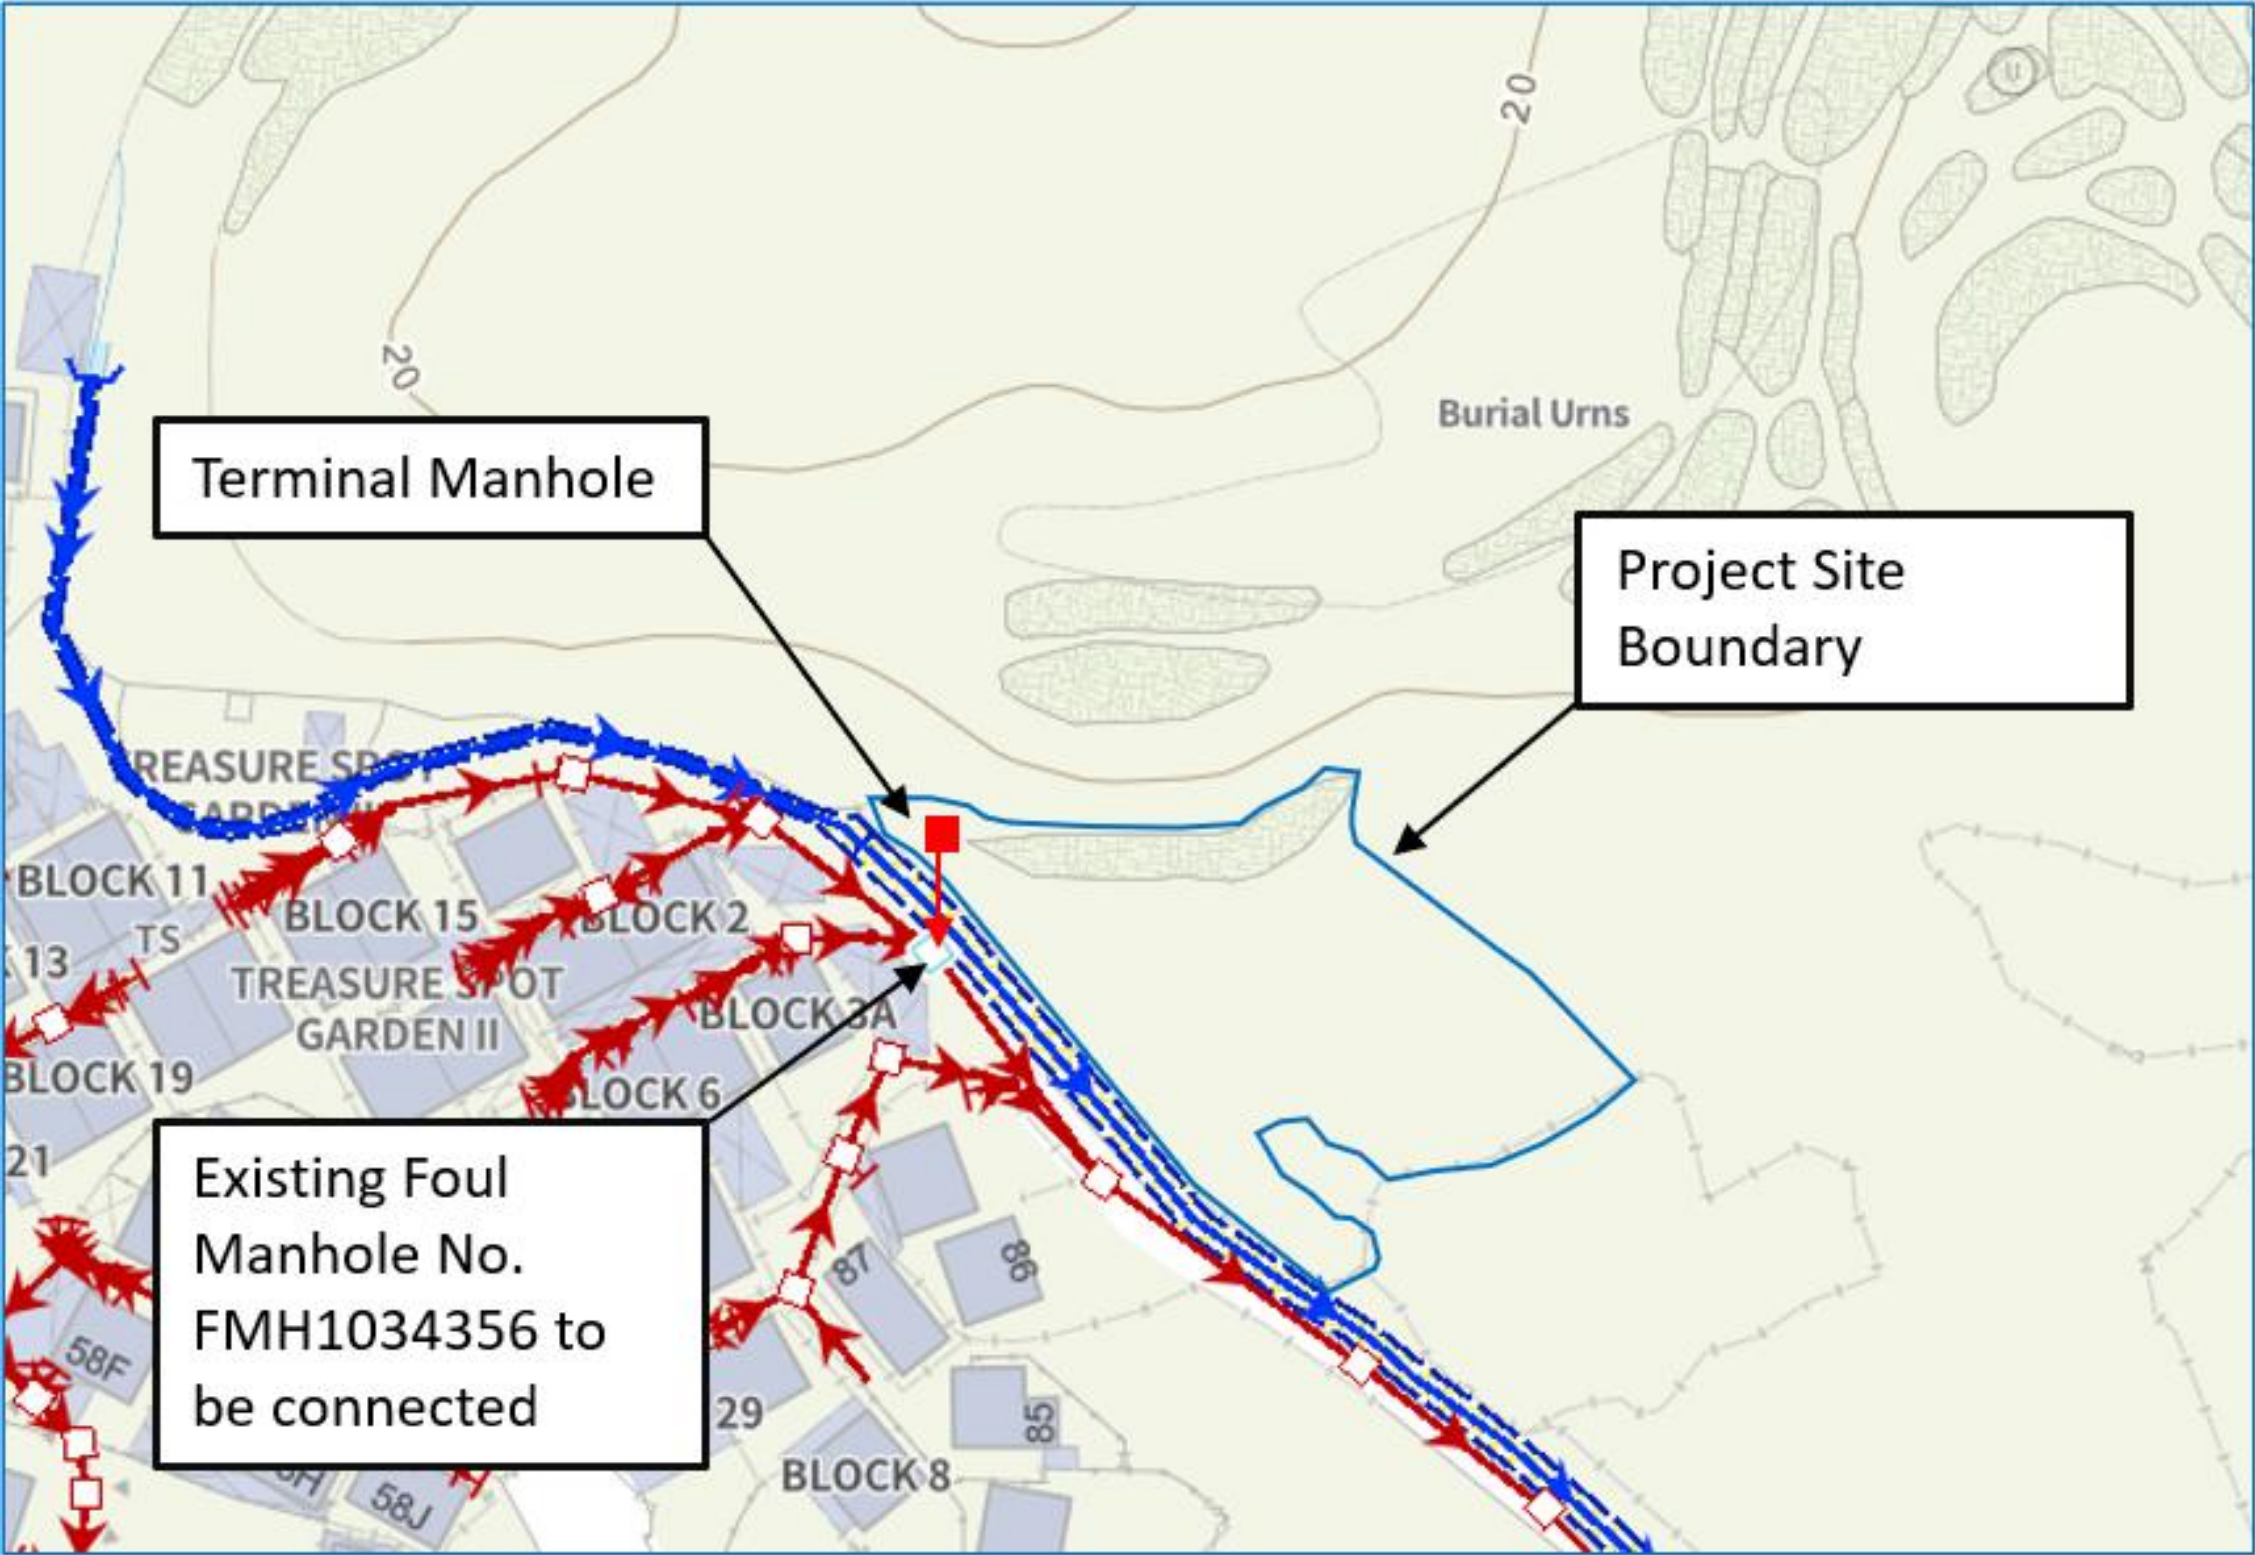 20
U
20
Burial Urns
Terminal Manhole
Project Site
Boundary
BLOCK 11
BLOCK 15
BLOCK 2
TS
13
TREASURE SPOT
GARDEN II
BLOCK 3A
BLOCK 19
BLOCK 6
21
Existing Foul
Manhole No.
FMH1034356 to
be connected
87
86
58F
29
85
BLOCK 8
58J